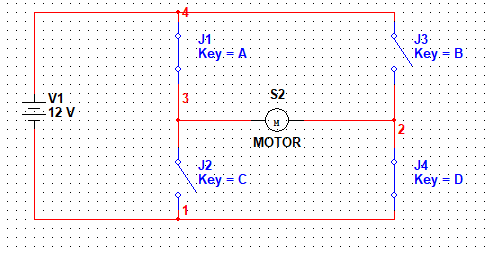 4
J1
Key = A
J3
Key = B
V1
12 V
3
S2
M
MOTOR
2
J2
Key = C
J4
Key = D
1